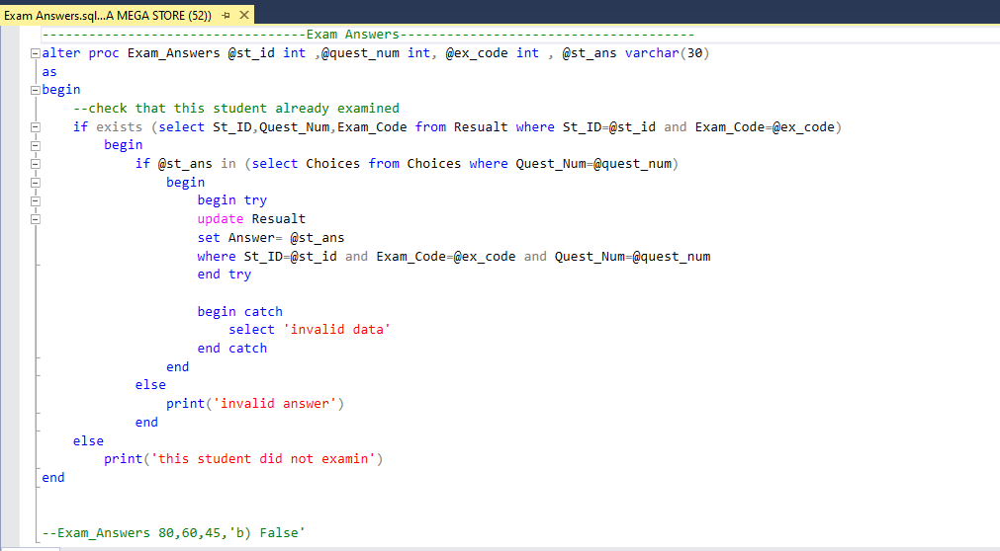 Exam Answers.sql...A MEGA STORE (52))
----------------------------------Exam Answers--------------------------------------
alter proc Exam_Answers @st_id int ,@quest_num int, @ex_code int , @st_ans varchar(30)
as
begin
    --check that this student already examined
    if exists (select St_ID,Quest_Num,Exam_Code from Resualt where St_ID=@st_id and Exam_Code=@ex_code)
        begin
            if @st_ans in (select Choices from Choices where Quest_Num=@quest_num)
                begin
                    begin try
                    update Resualt
                    set Answer= @st_ans
                    where St_ID=@st_id and Exam_Code=@ex_code and Quest_Num=@quest_num
                    end try

                    begin catch
                        select 'invalid data'
                    end catch
                end
            else
                print('invalid answer')
            end
    else
        print('this student did not examin')
end

--Exam_Answers 80,60,45,'b) False'